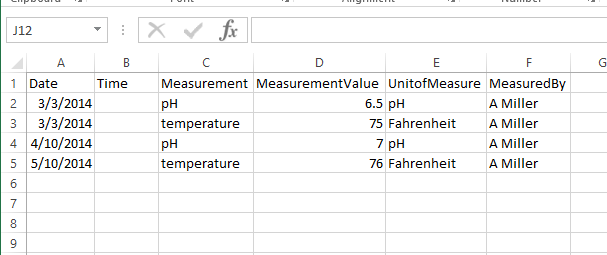 Clipboard Font Alignment Number
J12 fx
A B C D E F G
1 Date Time Measurement MeasurementValue UnitofMeasure MeasuredBy
2 3/3/2014 pH 6.5 pH A Miller
3 3/3/2014 temperature 75 Fahrenheit A Miller
4 4/10/2014 pH 7 pH A Miller
5 5/10/2014 temperature 76 Fahrenheit A Miller
6
7
8
9